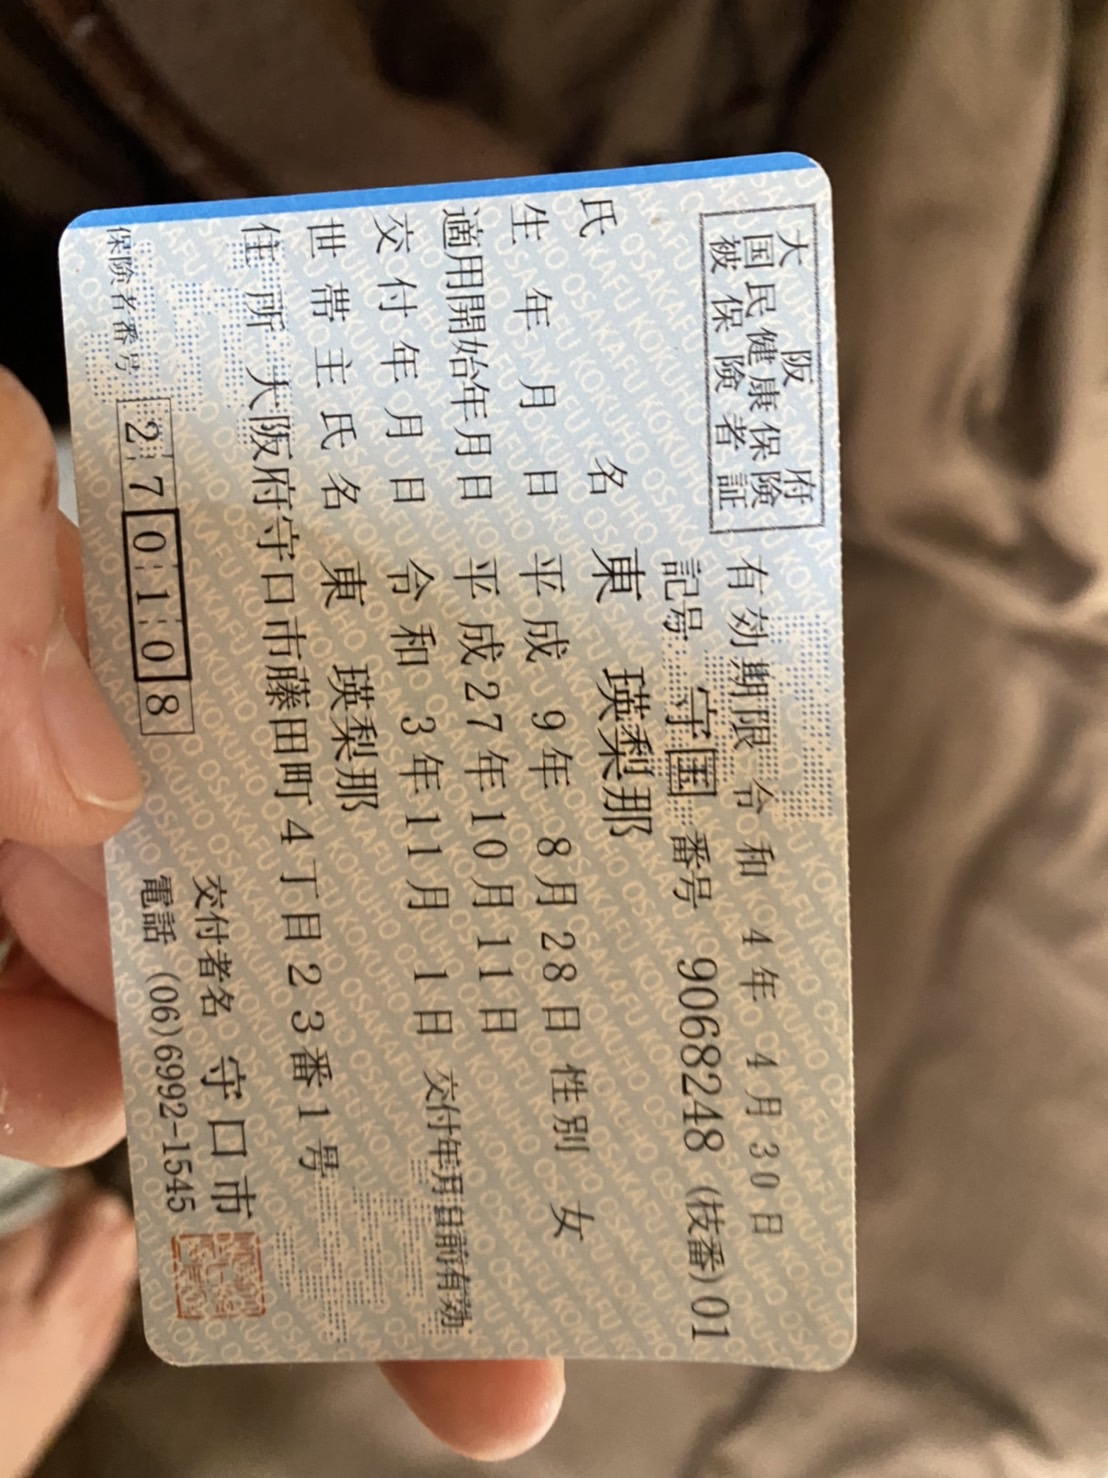 大阪府
国民健康保険
被保険者証
有効期限 令和 4年 4月30日
記号 守国 番号 9068248 (枝番)01
氏名 東 瑛梨那
生年月日 平成 9年 8月28日 性別 女
適用開始年月日 平成27年10月11日
交付年月日 令和 3年11月 1日 交付年月日前有効
世帯主氏名 東 瑛梨那
住所 大阪府守口市藤田町4丁目23番1号
保険者番号 270108
交付者名 守口市
電話 (06)6992-1545